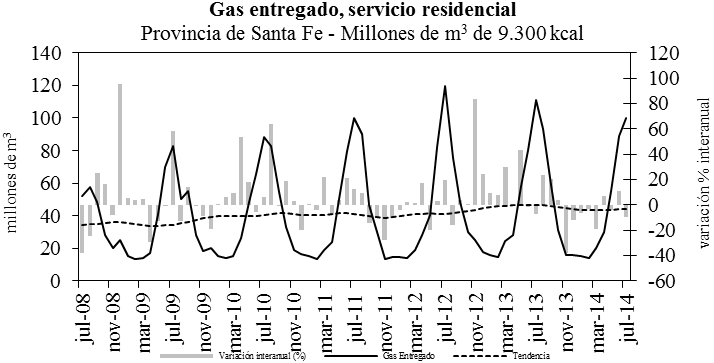 Gas entregado, servicio residencial
Provincia de Santa Fe - Millones de m³ de 9.300 kcal
140
120
100
80
60
40
20
0
millones de m³
120
100
80
60
40
20
0
-20
-40
-60
variación % interanual
jul-08
nov-08
mar-09
jul-09
nov-09
mar-10
jul-10
nov-10
mar-11
jul-11
nov-11
mar-12
jul-12
nov-12
mar-13
jul-13
nov-13
mar-14
jul-14
Variación interanual (%) Gas Entregado Tendencia